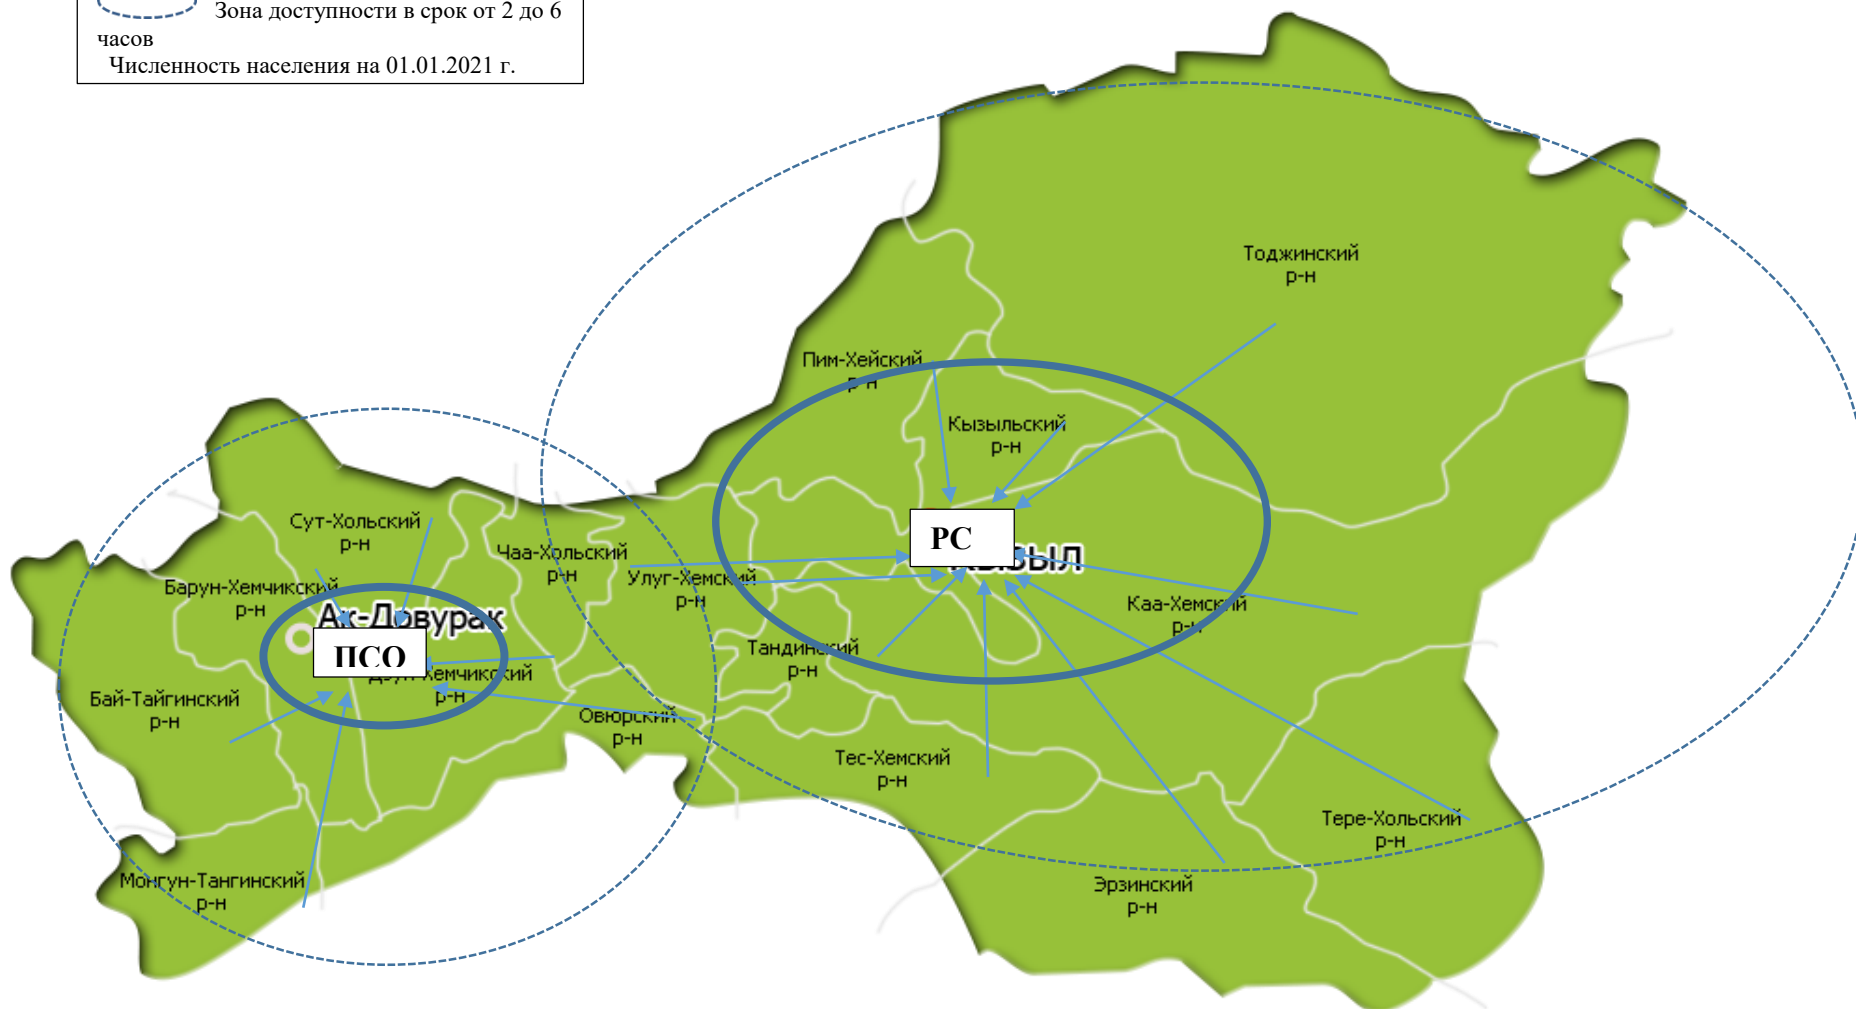 Зона доступности в срок от 2 до 6
часов
Численность населения на 01.01.2021 г.
Тоджинский
р-н
Пим-Хейский
р-н
Кызыльский
р-н
Сут-Хольский
р-н
РС
Чаа-Хольский
р-н
Улуг-Хемский
р-н
Барун-Хемчикский
р-н
Каа-Хемский
р-н
Ак-Довурак
ПСО
Тандинский
р-н
р-н
Бай-Тайгинский
р-н
Овюрский
р-н
Тес-Хемский
р-н
Тере-Хольский
р-н
Монгун-Тангинский
р-н
Эрзинский
р-н